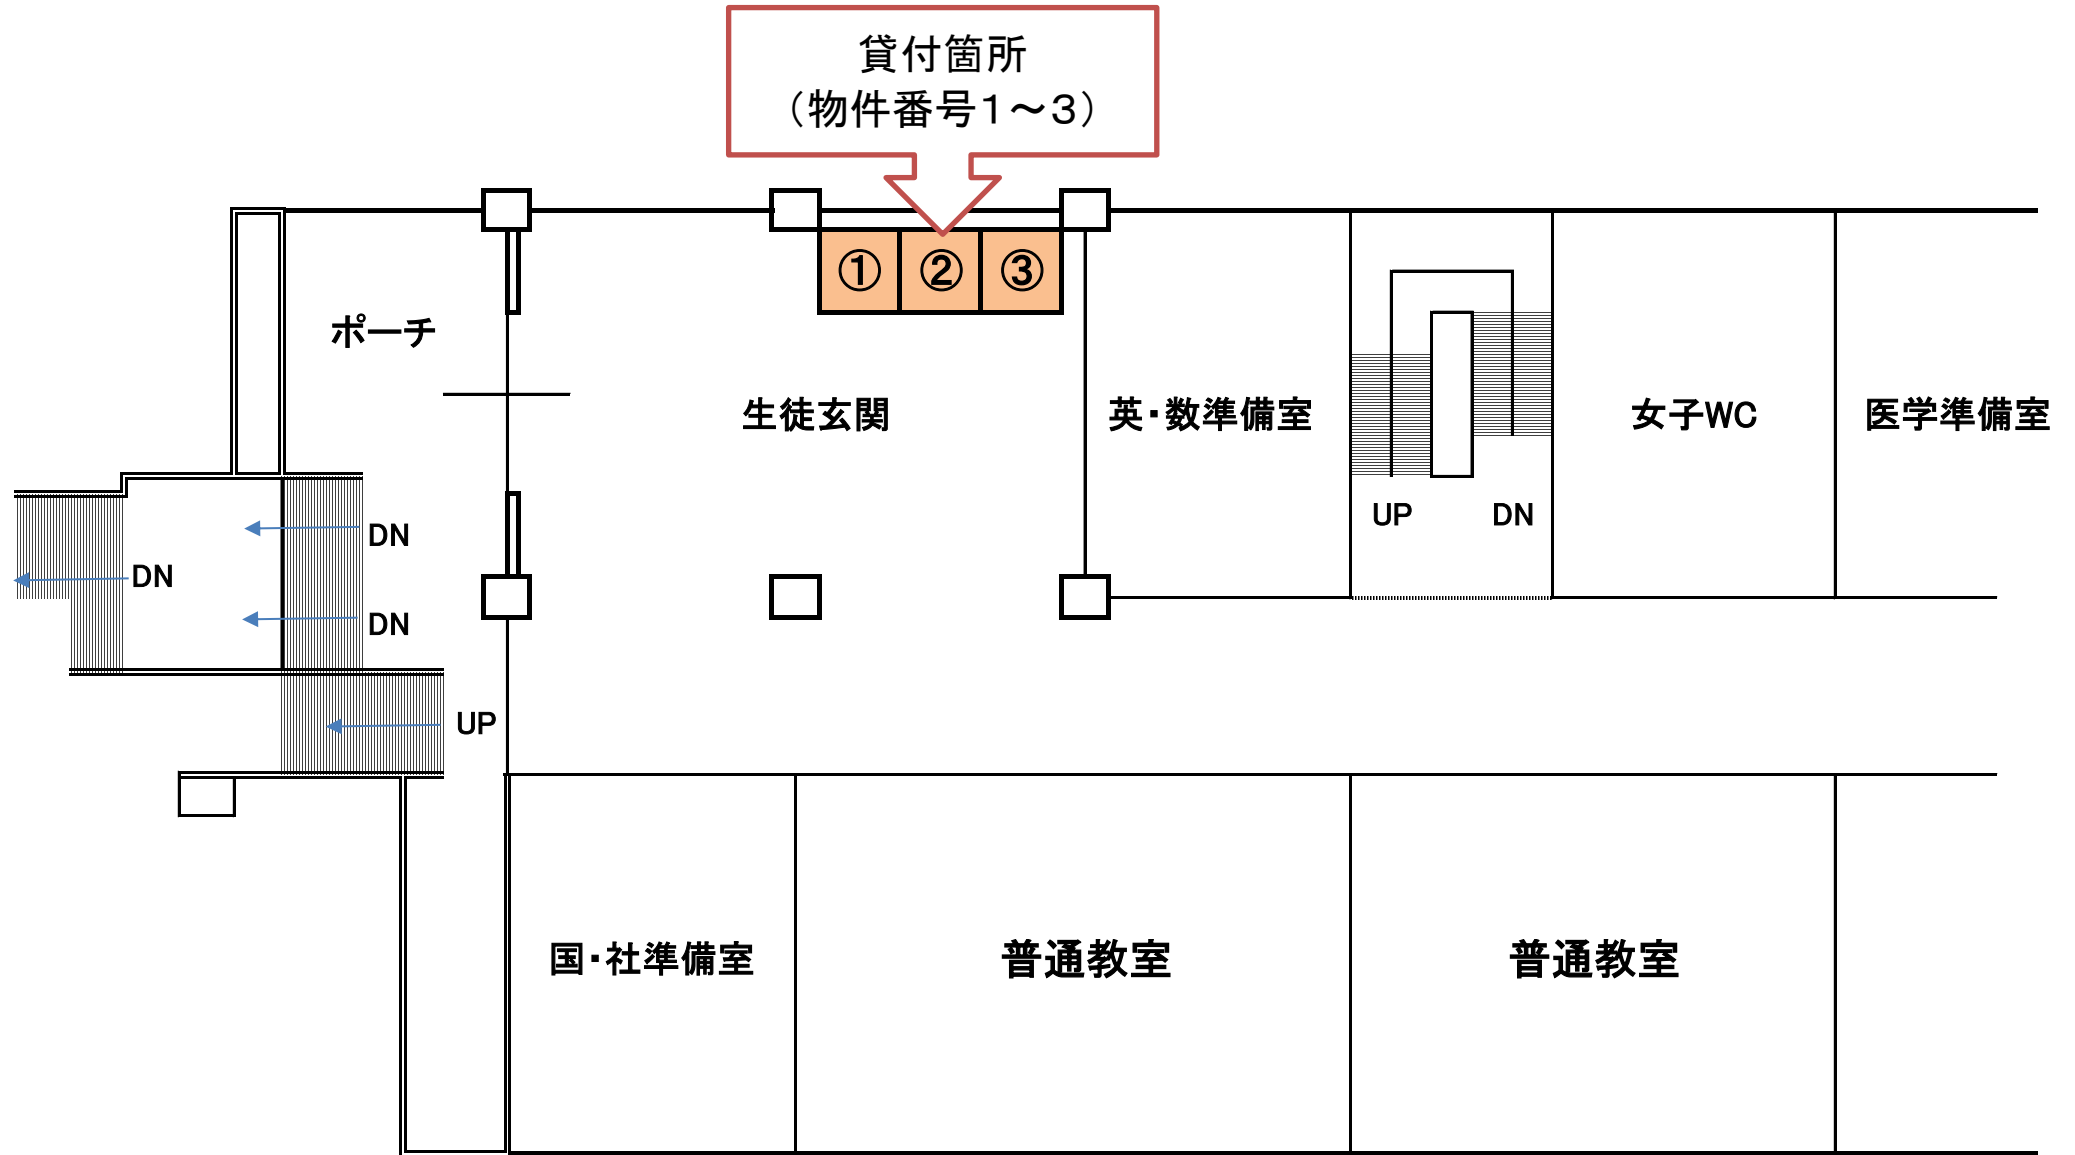 貸付箇所
（物件番号１～３）
① ② ③
ポーチ
生徒玄関
英・数準備室
女子WC
医学準備室
UP
DN
DN
DN
DN
UP
国・社準備室
普通教室
普通教室